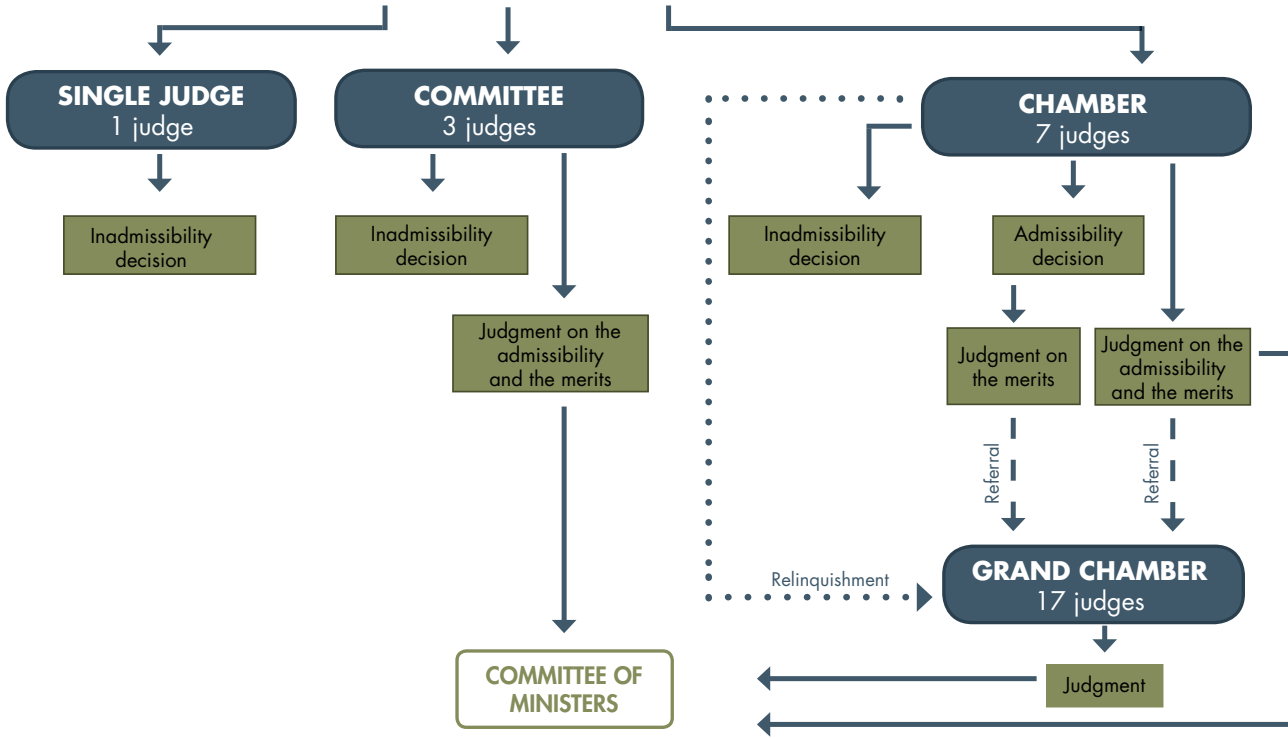 SINGLE JUDGE
1 judge
COMMITTEE
3 judges
CHAMBER
7 judges
Inadmissibility
decision
Inadmissibility
decision
Inadmissibility
decision
Admissibility
decision
Judgment on the
admissibility
and the merits
Judgment on
the merits
Judgment on the
admissibility
and the merits
Referral
Referral
Relinquishment
GRAND CHAMBER
17 judges
COMMITTEE OF
MINISTERS
Judgment